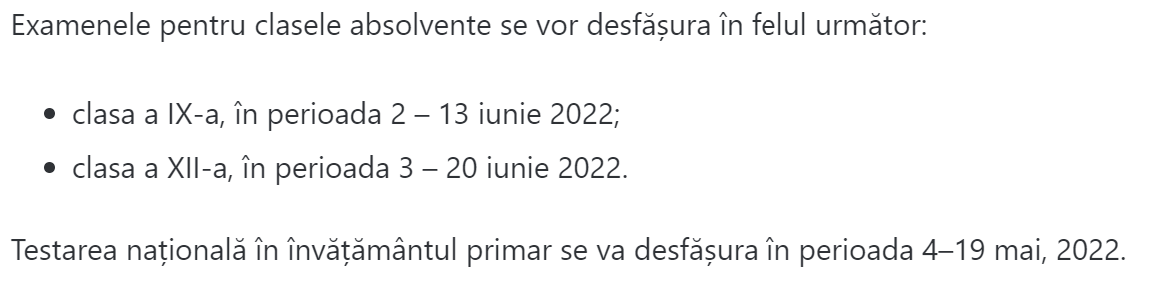 Examenele pentru clasele absolvente se vor desfășura în felul următor:
• clasa a IX-a, în perioada 2 – 13 iunie 2022;
• clasa a XII-a, în perioada 3 – 20 iunie 2022.
Testarea națională în învățământul primar se va desfășura în perioada 4–19 mai, 2022.